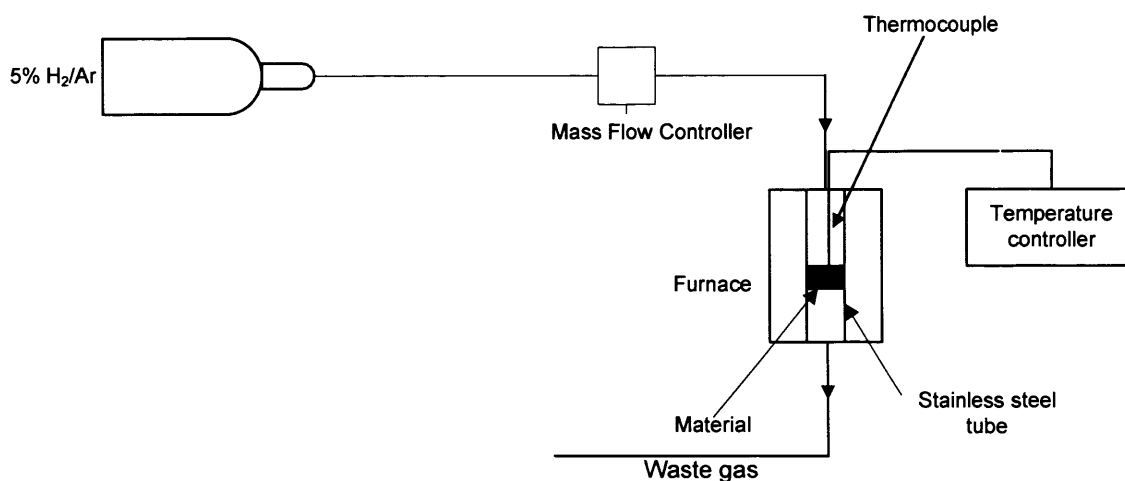 Thermocouple
5% H₂/Ar
Mass Flow Controller
Temperature
controller
Furnace
Stainless steel
tube
Material
Waste gas